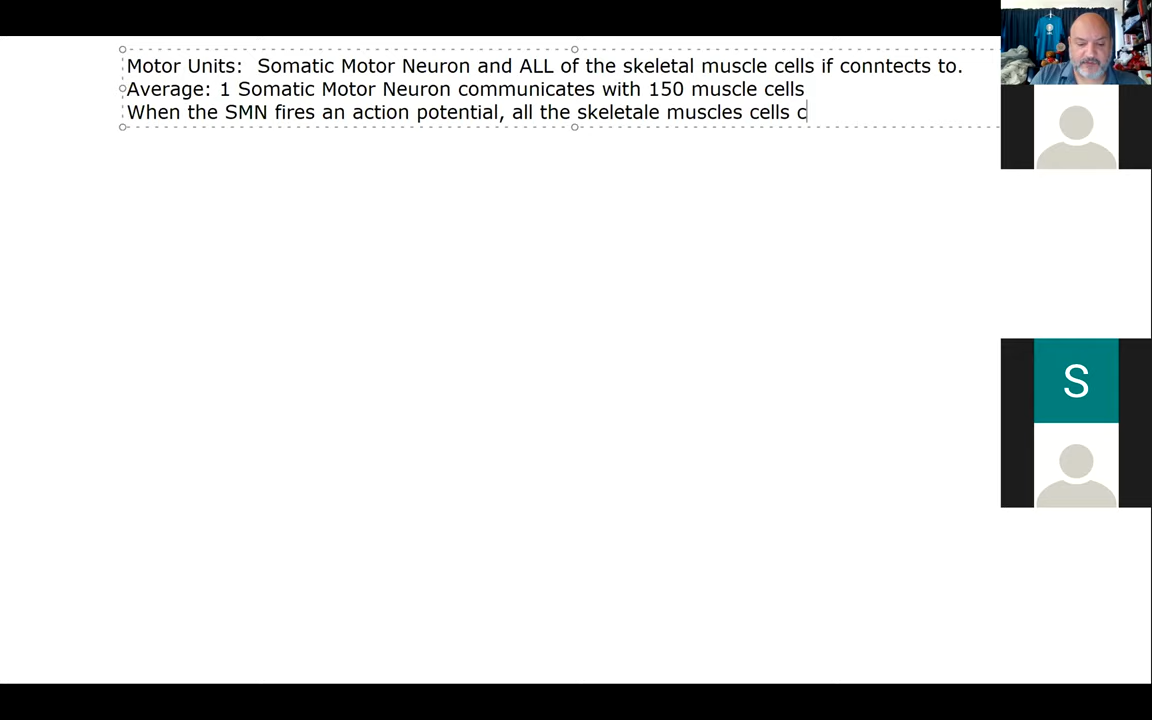 Motor Units:  Somatic Motor Neuron and ALL of the skeletal muscle cells if conntects to.
Average: 1 Somatic Motor Neuron communicates with 150 muscle cells
When the SMN fires an action potential, all the skeletale muscles cells c
S